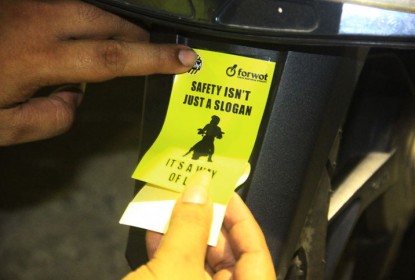 forwot
SAFETY ISN'T
JUST A SLOGAN
IT'S A WAY
OF L